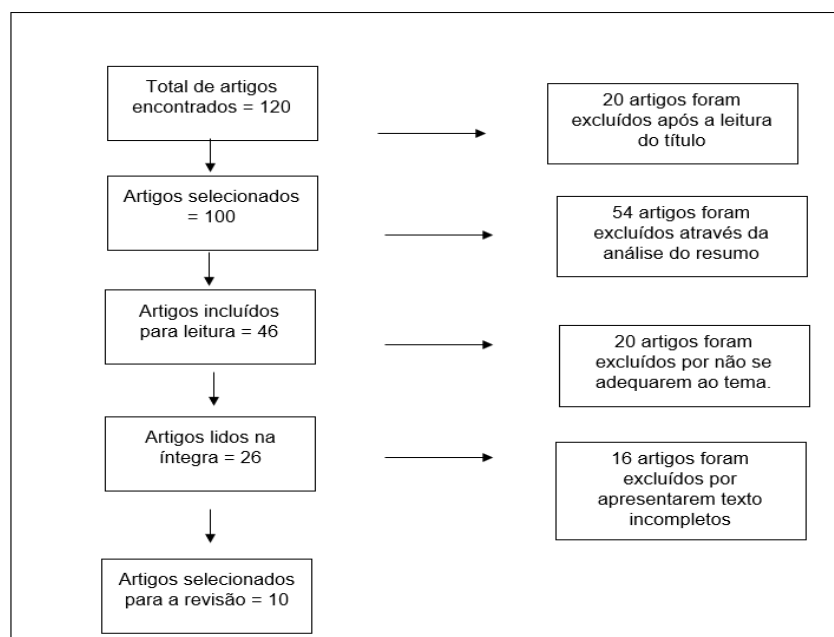 Total de artigos
encontrados = 120
20 artigos foram
excluídos após a leitura
do título
Artigos selecionados
= 100
54 artigos foram
excluídos através da
análise do resumo
Artigos incluídos
para leitura = 46
20 artigos foram
excluídos por não se
adequarem ao tema.
Artigos lidos na
íntegra = 26
16 artigos foram
excluídos por
apresentarem texto
incompletos
Artigos selecionados
para a revisão = 10